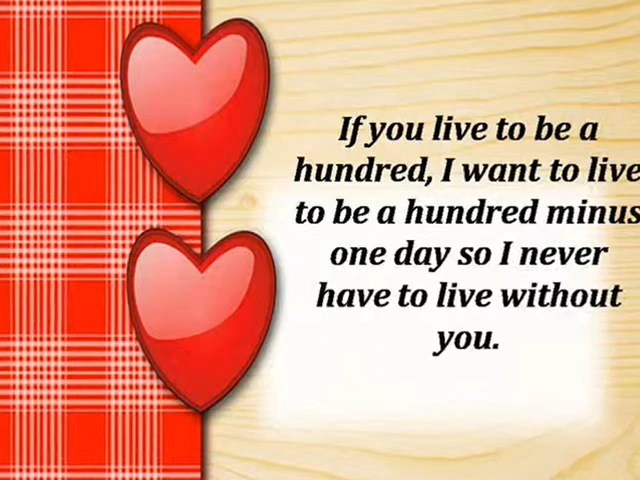 If you live to be a
hundred, I want to live
to be a hundred minus
one day so I never
have to live without
you.